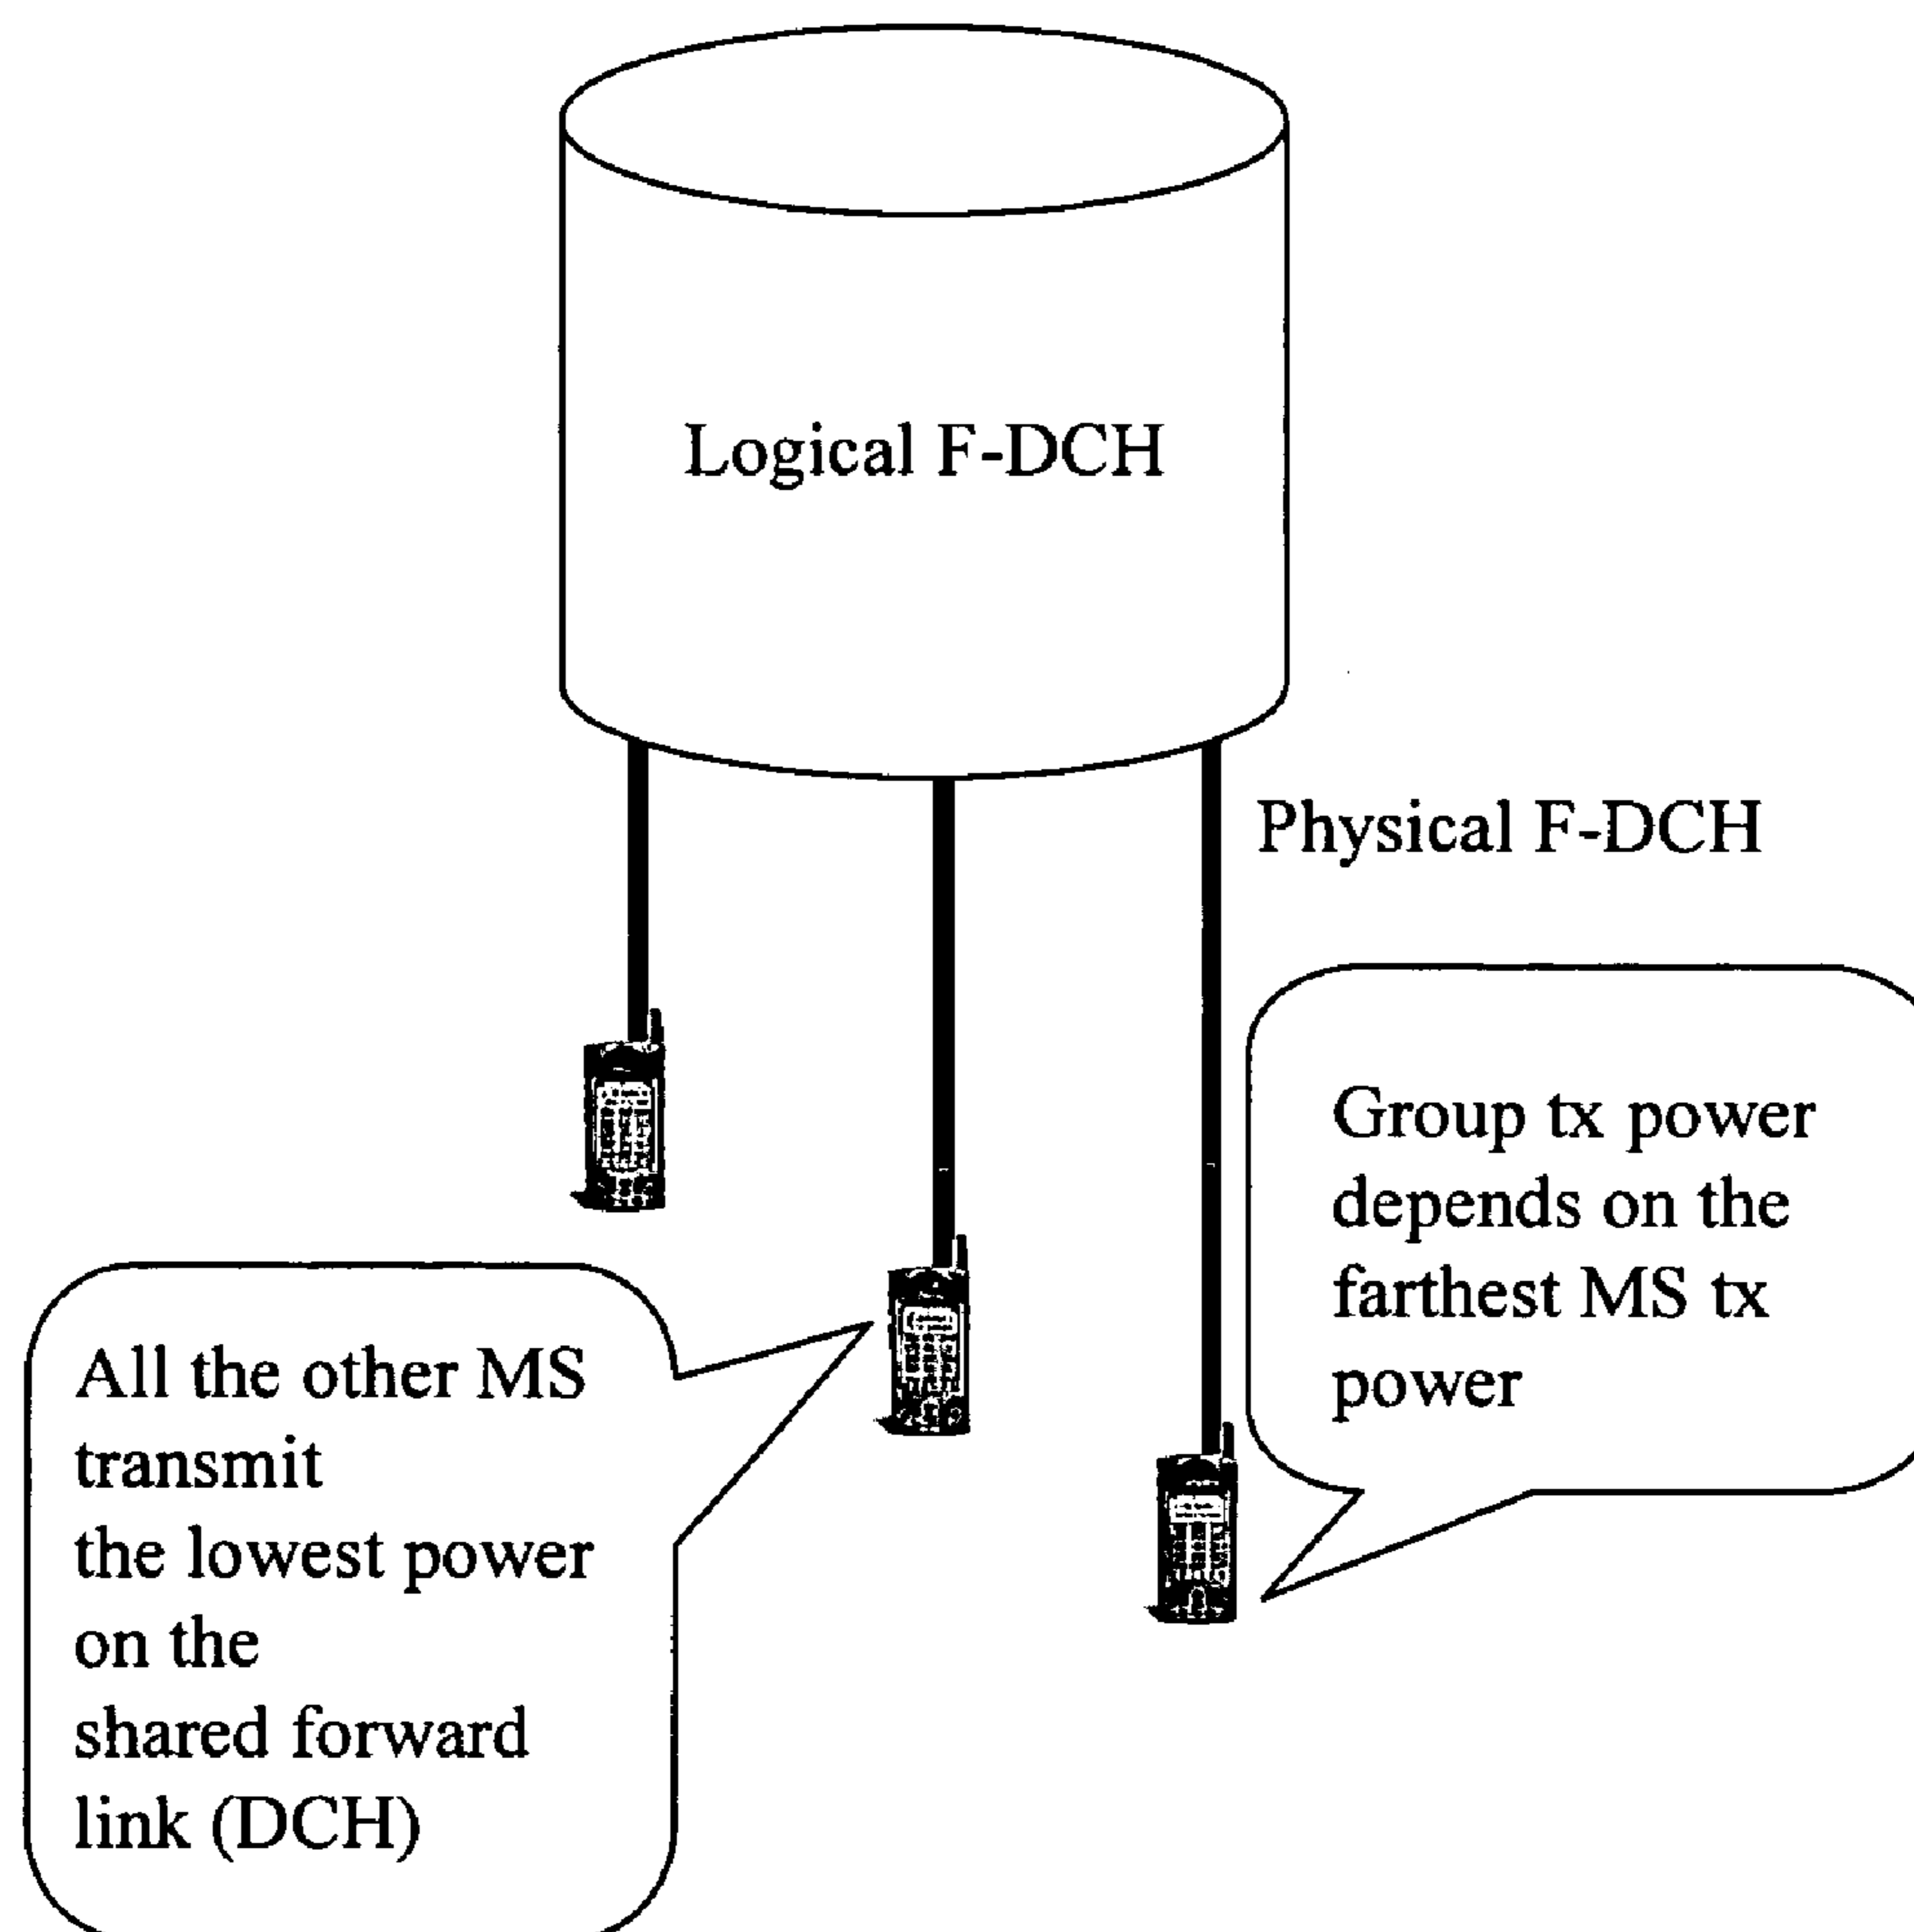 Logical F-DCH
Physical F-DCH
Group tx power
depends on the
farthest MS tx
power
All the other MS
transmit
the lowest power
on the
shared forward
link (DCH)